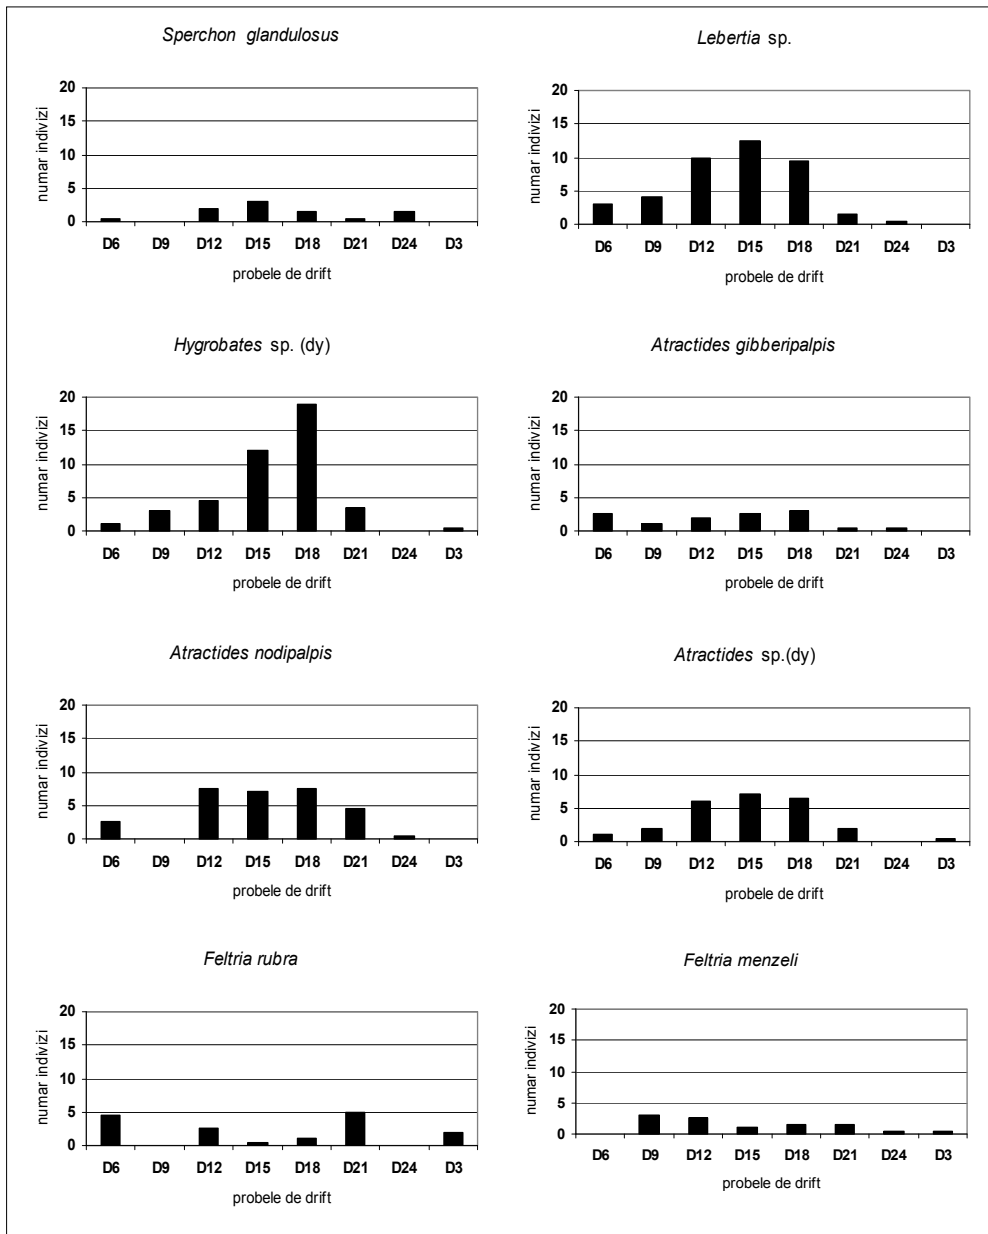 Sperchon glandulosus
numar indivizi
20
15
10
5
0
D6 D9 D12 D15 D18 D21 D24 D3
probele de drift
Lebertia sp.
numar indivizi
20
15
10
5
0
D6 D9 D12 D15 D18 D21 D24 D3
probele de drift
Hygrobates sp. (dy)
numar indivizi
20
15
10
5
0
D6 D9 D12 D15 D18 D21 D24 D3
probele de drift
Atractides gibberipalpis
numar indivizi
20
15
10
5
0
D6 D9 D12 D15 D18 D21 D24 D3
probele de drift
Atractides nodipalpis
numar indivizi
20
15
10
5
0
D6 D9 D12 D15 D18 D21 D24 D3
probele de drift
Atractides sp.(dy)
numar indivizi
20
15
10
5
0
D6 D9 D12 D15 D18 D21 D24 D3
probele de drift
Feltria rubra
numar indivizi
20
15
10
5
0
D6 D9 D12 D15 D18 D21 D24 D3
probele de drift
Feltria menzeli
numar indivizi
20
15
10
5
0
D6 D9 D12 D15 D18 D21 D24 D3
probele de drift